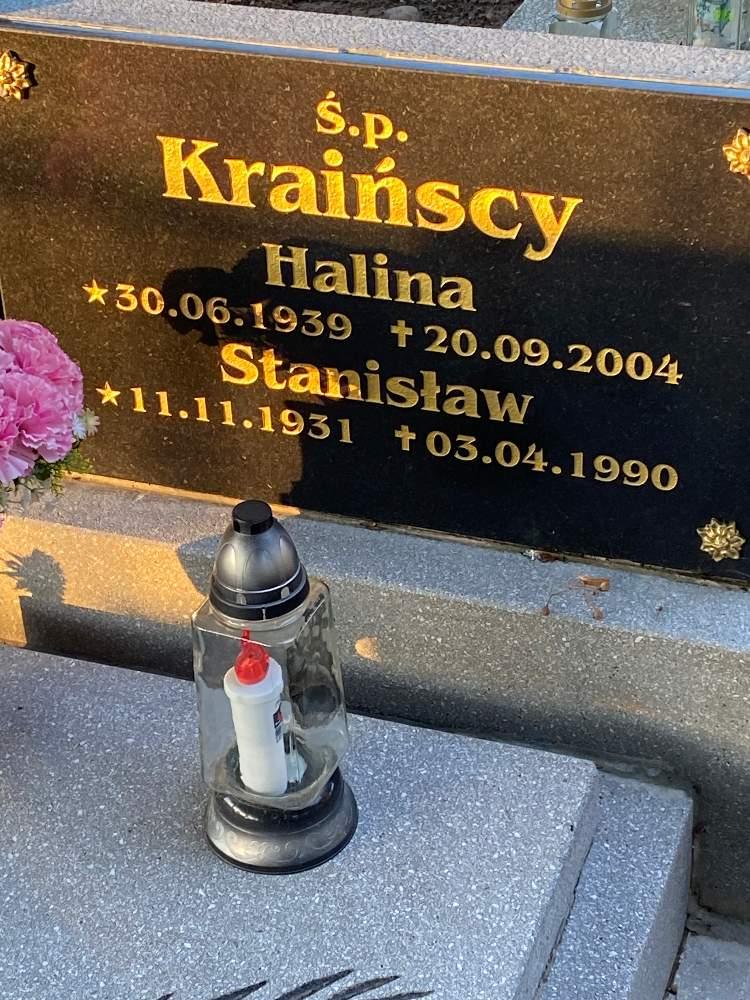 ś.p.
Kraińscy
Halina
★30.06.1939 ✝20.09.2004
Stanisław
★11.11.1931 ✝03.04.1990